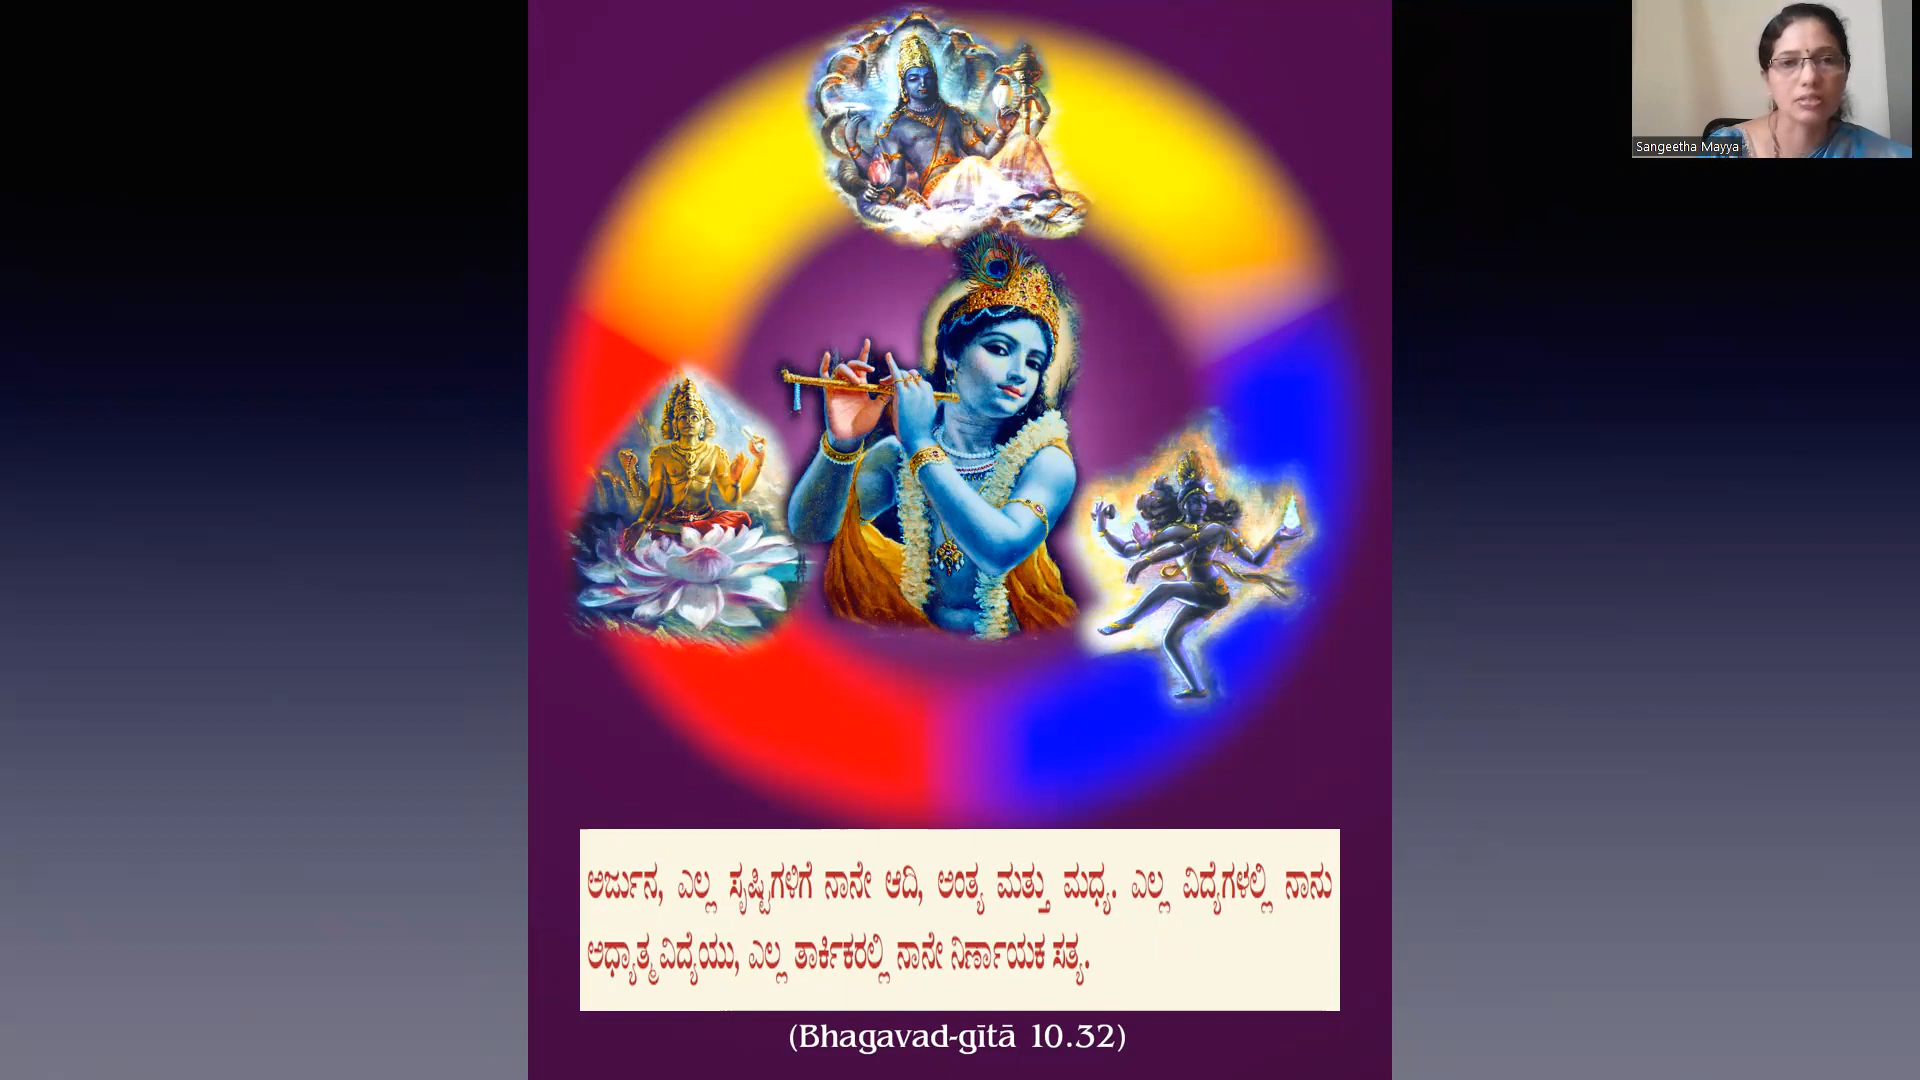 Sangeetha Mayya
ಅರ್ಜುನ, ಎಲ್ಲ ಸೃಷ್ಟಿಗಳಿಗೆ ನಾನೇ ಆದಿ, ಅಂತ್ಯ ಮತ್ತು ಮಧ್ಯ. ಎಲ್ಲ ವಿದ್ಯೆಗಳಲ್ಲಿ ನಾನು
ಅಧ್ಯಾತ್ಮ ವಿದ್ಯೆಯು, ಎಲ್ಲ ತಾರ್ಕಿಕರಲ್ಲಿ ನಾನೇ ನಿರ್ಣಾಯಕ ಸತ್ಯ.
(Bhagavad-gītā 10.32)